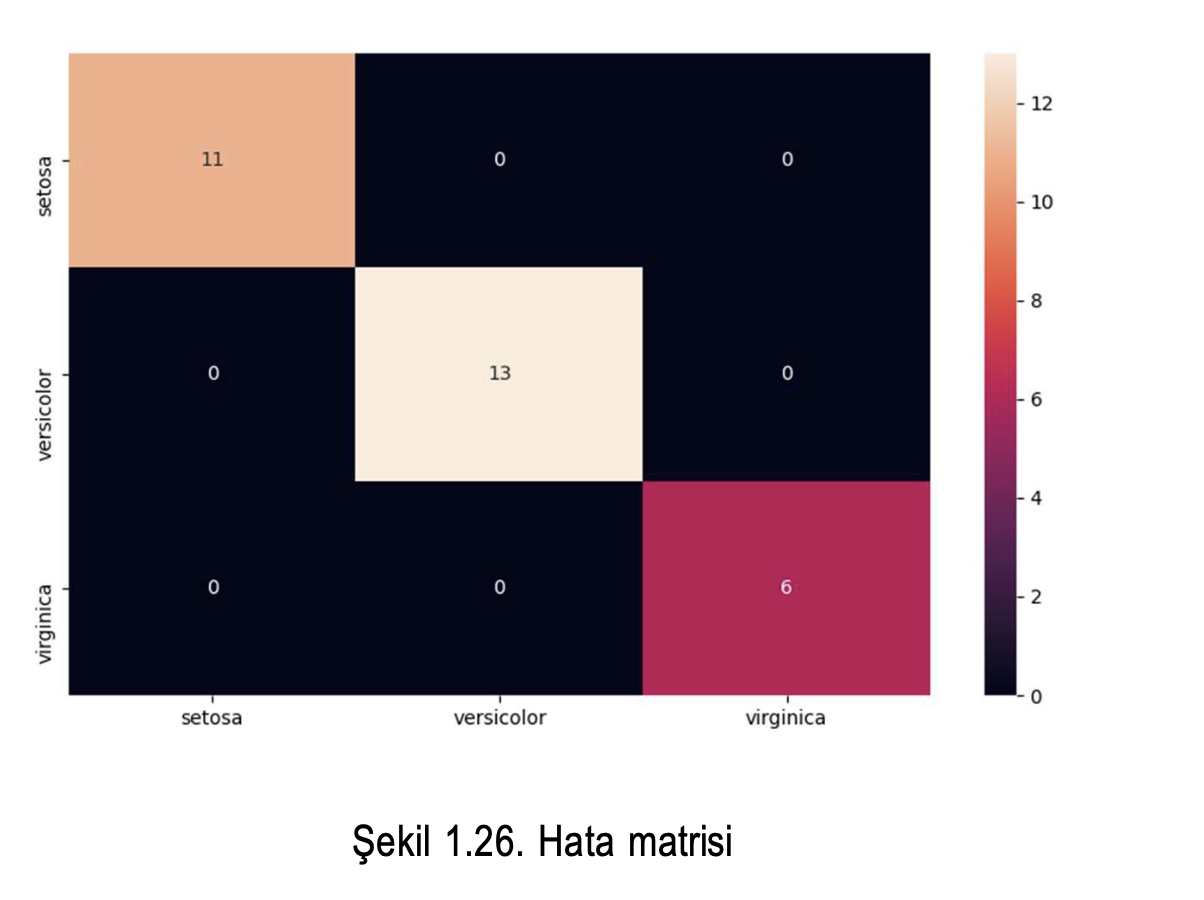 setosa 11 0 0
versicolor 0 13 0
virginica 0 0 6
setosa versicolor virginica
12
10
8
6
4
2
0
Şekil 1.26. Hata matrisi